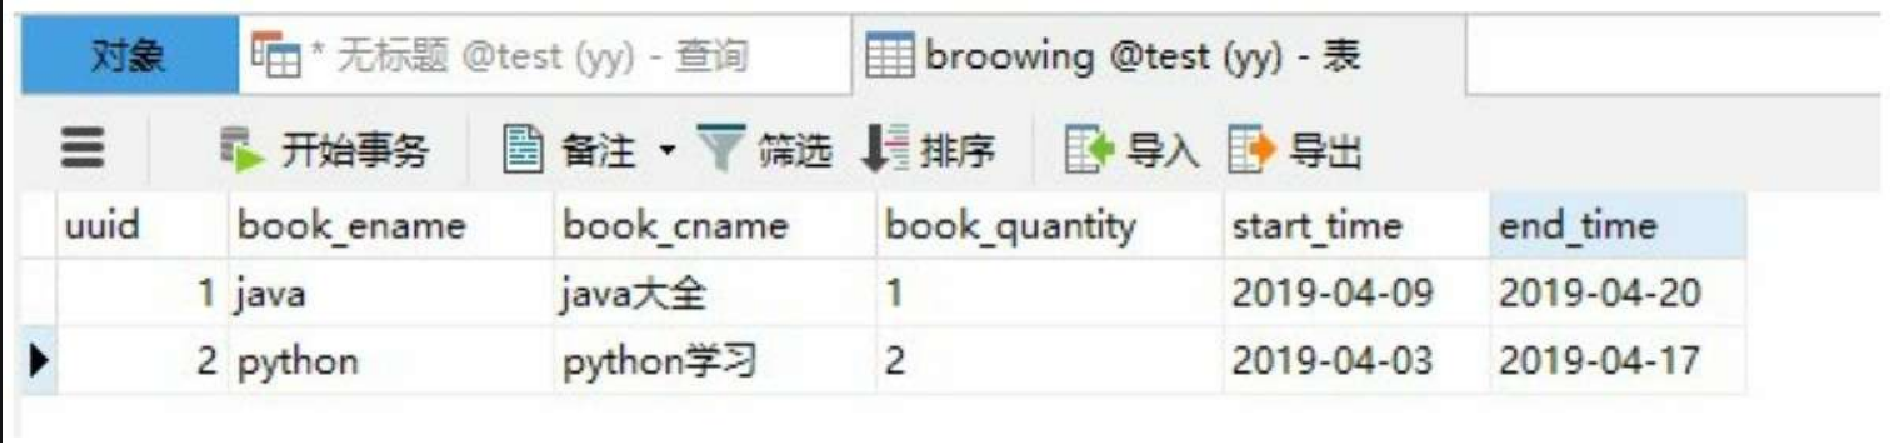 对象 * 无标题 @test (yy) - 查询 broowing @test (yy) - 表
开始事务 备注 筛选 排序 导入 导出
uuid book_ename book_cname book_quantity start_time end_time
1 java java大全 1 2019-04-09 2019-04-20
2 python python学习 2 2019-04-03 2019-04-17